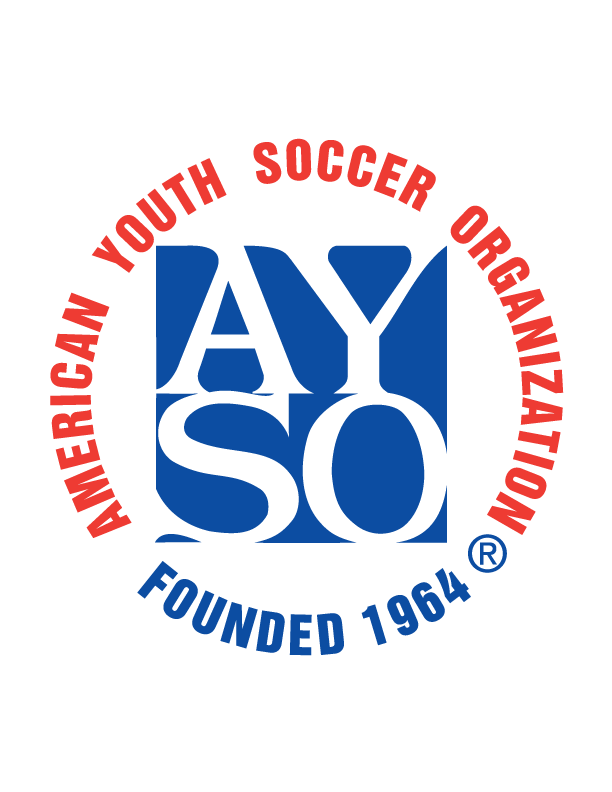 AMERICAN YOUTH SOCCER ORGANIZATION
AY
SO
®
FOUNDED 1964